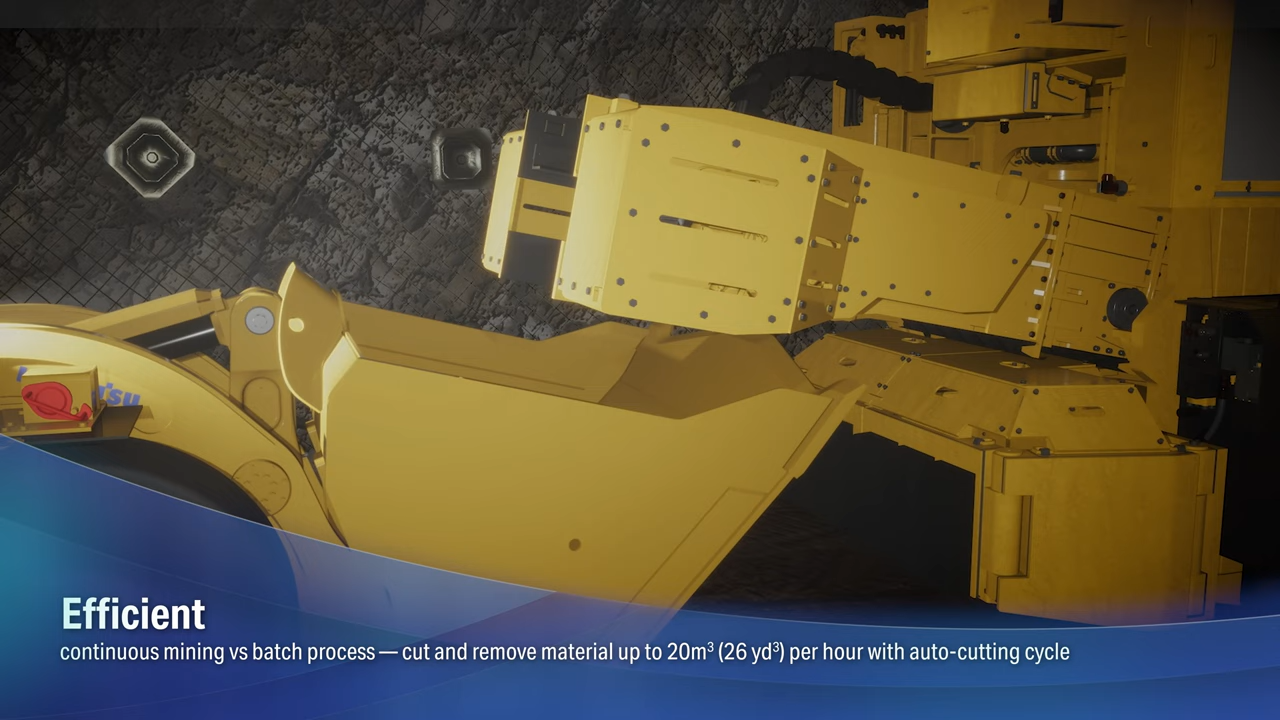 Efficient
continuous mining vs batch process — cut and remove material up to 20m³ (26 yd³) per hour with auto-cutting cycle